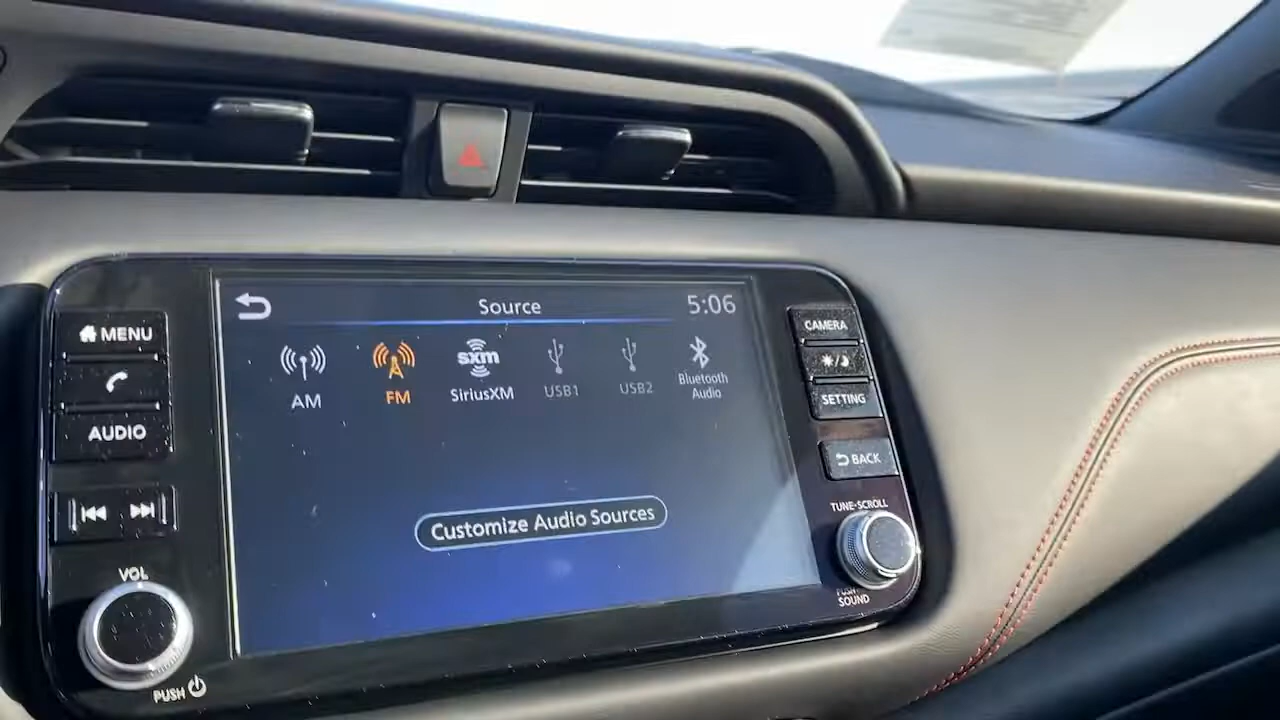 MENU
AUDIO
VOL
PUSH
Source
5:06
AM
FM
sxm
SiriusXM
USB1
USB2
Bluetooth
Audio
Customize Audio Sources
CAMERA
SETTING
BACK
TUNE·SCROLL
PUSH
SOUND